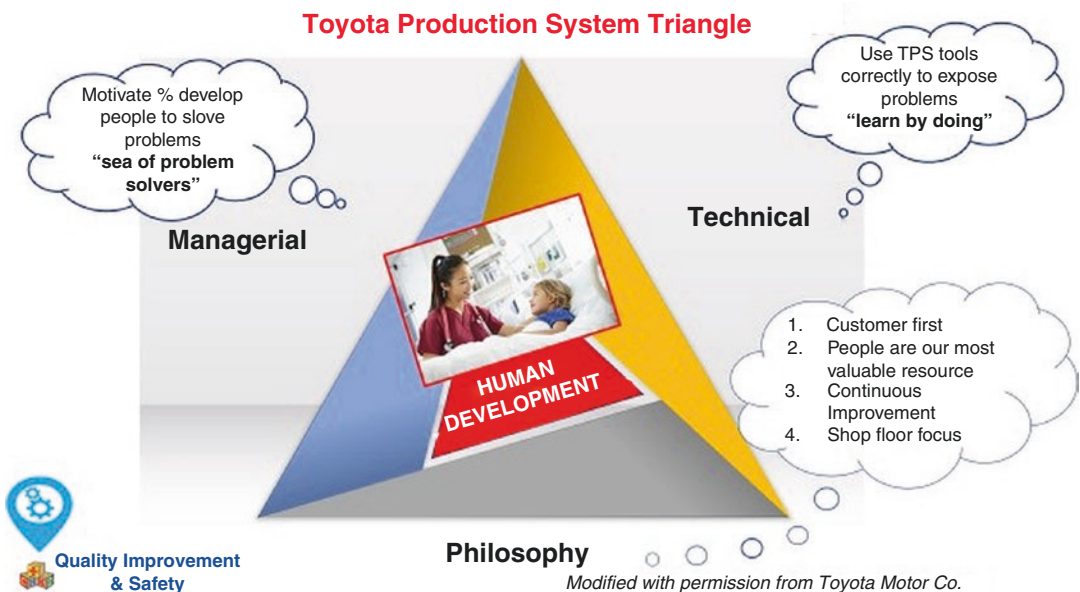 Toyota Production System Triangle
Motivate % develop
people to slove
problems
“sea of problem
solvers”
Managerial
Use TPS tools
correctly to expose
problems
“learn by doing”
Technical
1. Customer first
2. People are our most
valuable resource
3. Continuous
Improvement
4. Shop floor focus
HUMAN
DEVELOPMENT
Philosophy
Quality Improvement
& Safety
Modified with permission from Toyota Motor Co.